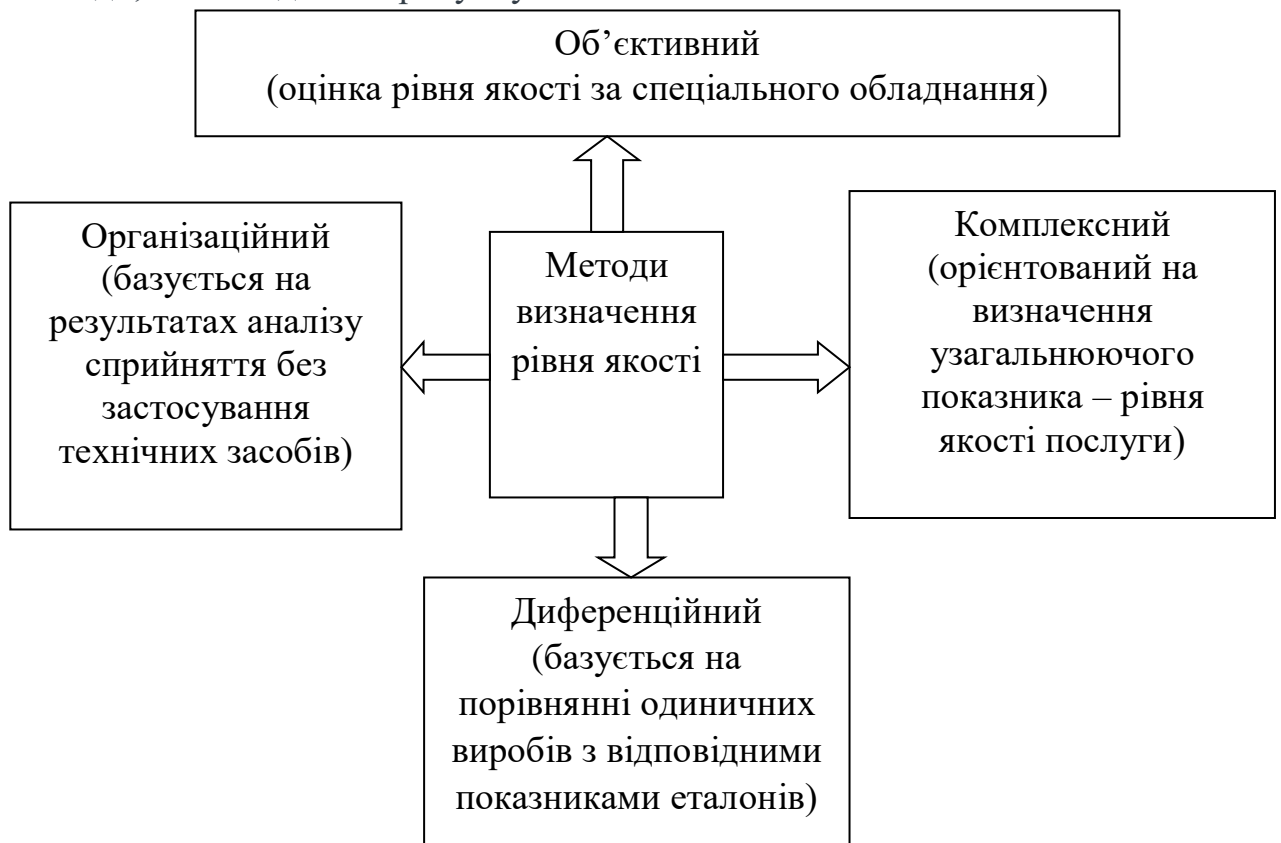 Об’єктивний
(оцінка рівня якості за спеціального обладнання)
Організаційний
(базується на
результатах аналізу
сприйняття без
застосування
технічних засобів)
Методи
визначення
рівня якості
Комплексний
(орієнтований на
визначення
узагальнюючого
показника – рівня
якості послуги)
Диференційний
(базується на
порівнянні одиничних
виробів з відповідними
показниками еталонів)